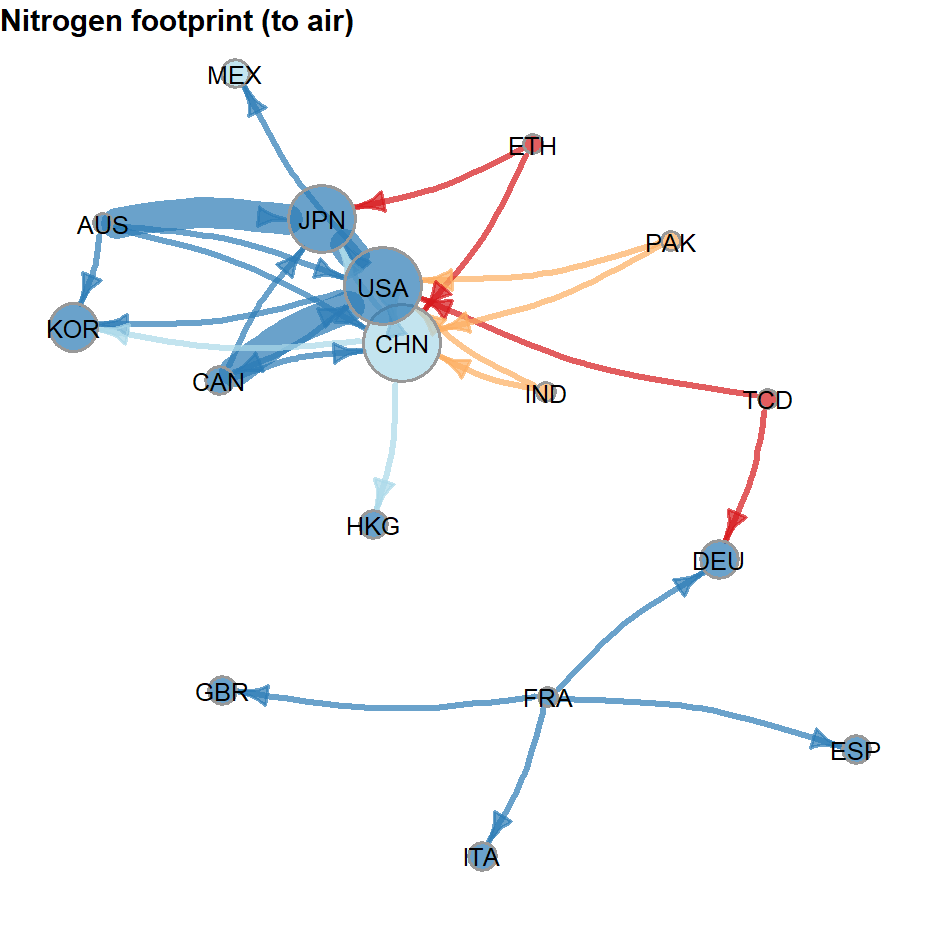 Nitrogen footprint (to air)
MEX
ETH
JPN
AUS
PAK
USA
KOR
CHN
CAN
IND
TCD
HKG
DEU
GBR
FRA
ESP
ITA